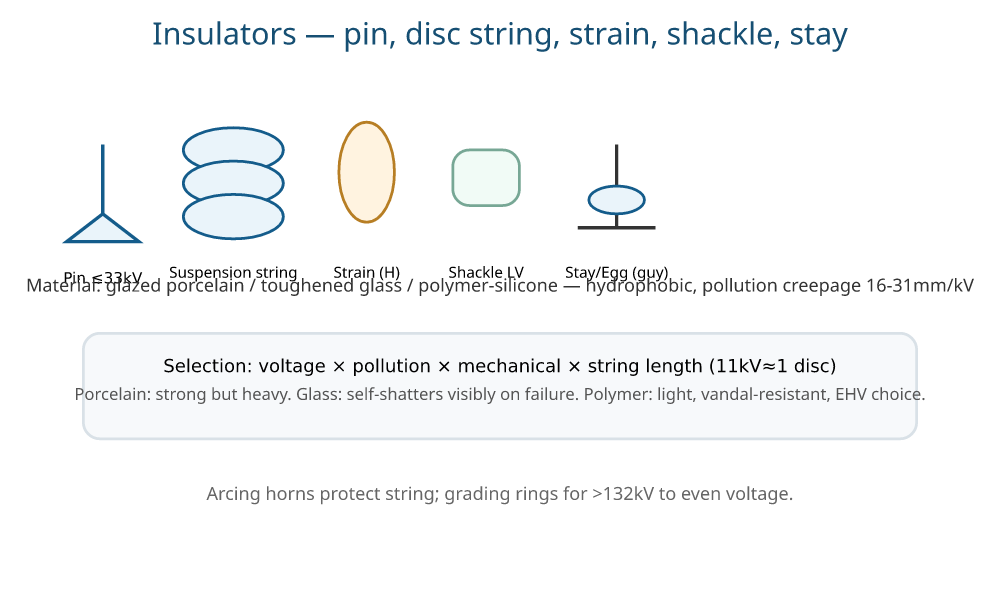 Insulators — pin, disc string, strain, shackle, stay
Pin ≤33kV
Suspension string
Strain (H)
Shackle LV
Stay/Egg (guy)
Material: glazed porcelain / toughened glass / polymer-silicone — hydrophobic, pollution creepage 16-31mm/kV
Selection: voltage × pollution × mechanical × string length (11kV≈1 disc)
Porcelain: strong but heavy. Glass: self-shatters visibly on failure. Polymer: light, vandal-resistant, EHV choice.
Arcing horns protect string; grading rings for >132kV to even voltage.